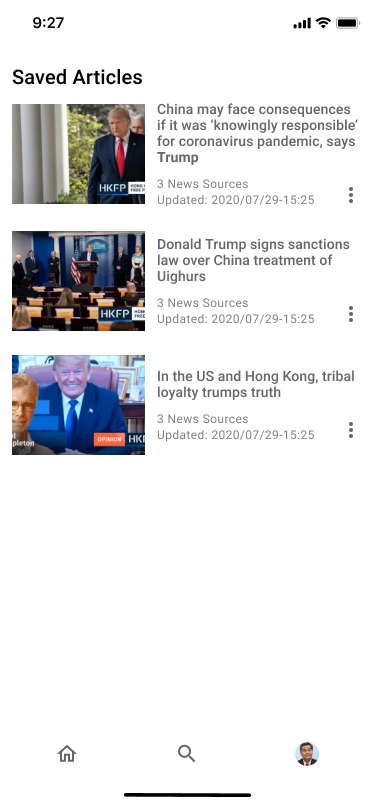 9:27
Saved Articles
China may face consequences
if it was ‘knowingly responsible’
for coronavirus pandemic, says
Trump
HKFP
3 News Sources
Updated: 2020/07/29-15:25
Donald Trump signs sanctions
law over China treatment of
Uighurs
HKFP
3 News Sources
Updated: 2020/07/29-15:25
In the US and Hong Kong, tribal
loyalty trumps truth
3 News Sources
Updated: 2020/07/29-15:25
pleton
OPINION
HK